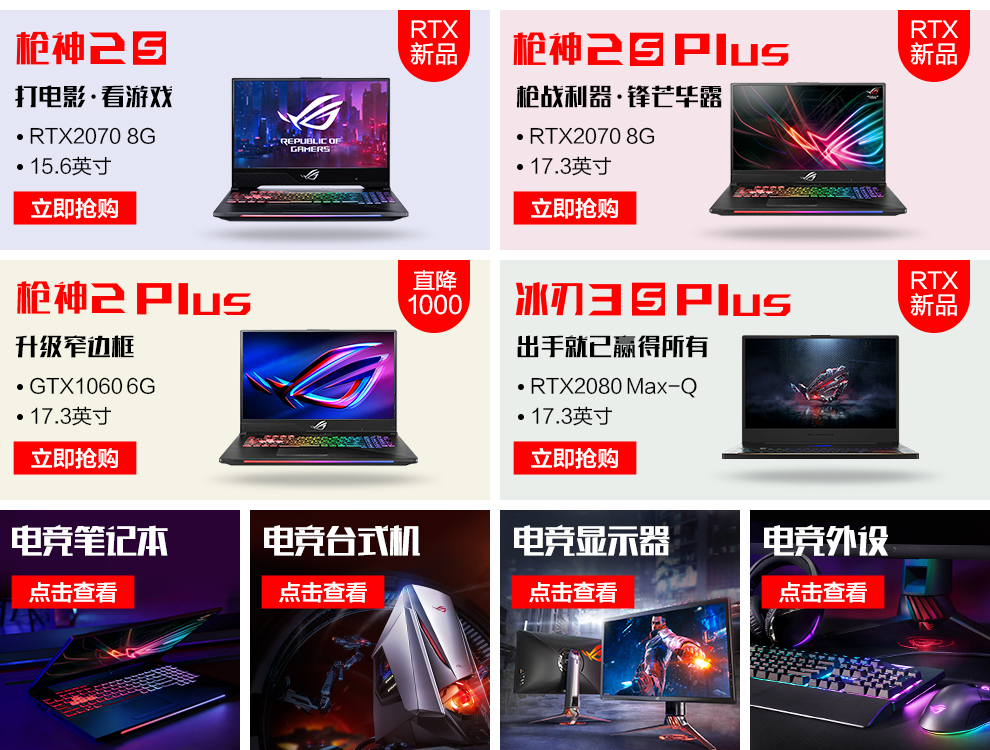 枪神2S
RTX
新品
打电影·看游戏
• RTX2070 8G
• 15.6英寸
立即抢购
REPUBLIC OF
GAMERS
枪神2S Plus
RTX
新品
枪战利器·锋芒毕露
• RTX2070 8G
• 17.3英寸
立即抢购
枪神2 Plus
直降
1000
升级窄边框
• GTX1060 6G
• 17.3英寸
立即抢购
冰刃3S Plus
RTX
新品
出手就已赢得所有
• RTX2080 Max-Q
• 17.3英寸
立即抢购
电竞笔记本
点击查看
电竞台式机
点击查看
电竞显示器
点击查看
电竞外设
点击查看